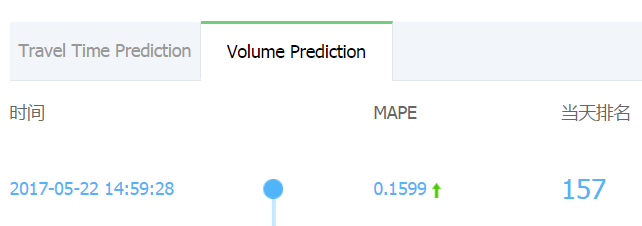 Travel Time Prediction Volume Prediction
时间 MAPE 当天排名
2017-05-22 14:59:28 0.1599 157